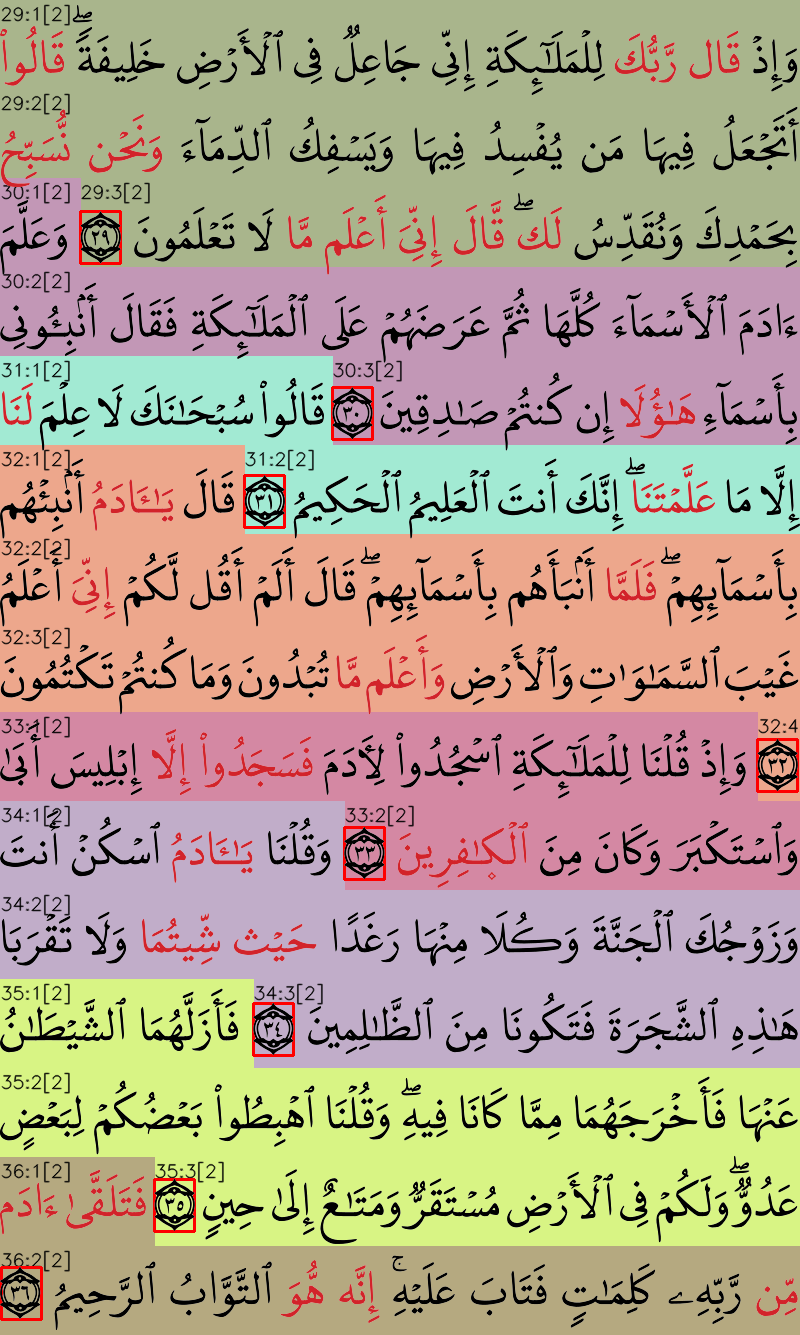 29:1[2]
وَإِذۡ قَال رَّبُّكَ لِلۡمَلَٰٓئِكَةِ إِنِّي جَاعِلٞ فِي ٱلۡأَرۡضِ خَلِيفَةٗۖ قَالُوٓاْ
29:2[2]
أَتَجۡعَلُ فِيهَا مَن يُفۡسِدُ فِيهَا وَيَسۡفِكُ ٱلدِّمَآءَ وَنَحۡن نُّسَبِّحُ
30:1[2] 29:3[2]
بِحَمۡدِكَ وَنُقَدِّسُ لَكۖ قَّالَ إِنِّيَ أَعۡلَم مَّا لَا تَعۡلَمُونَ ٢٩ وَعَلَّمَ
30:2[2]
ءَادَمَ ٱلۡأَسۡمَآءَ كُلَّهَا ثُمَّ عَرَضَهُمۡ عَلَى ٱلۡمَلَٰٓئِكَةِ فَقَالَ أَنۢبِـُٔونِي
31:1[2] 30:3[2]
بِأَسۡمَآءِ هَٰٓؤُلَا إِن كُنتُمۡ صَٰدِقِينَ ٣٠ قَالُواْ سُبۡحَٰنَكَ لَا عِلۡمَ لَنَا
32:1[2] 31:2[2]
إِلَّا مَا عَلَّمۡتَنَاۖ إِنَّكَ أَنتَ ٱلۡعَلِيمُ ٱلۡحَكِيمُ ٣١ قَالَ يَٰـَٔادَمُ أَنۢبِئۡهُم
32:2[2]
بِأَسۡمَآئِهِمۡۖ فَلَمَّا أَنۢبَأَهُم بِأَسۡمَآئِهِمۡۖ قَالَ أَلَمۡ أَقُل لَّكُمۡ إِنِّيَ أَعۡلَمُ
32:3[2]
غَيۡبَ ٱلسَّمَٰوَٰتِ وَٱلۡأَرۡضِ وَأَعۡلَم مَّا تُبۡدُونَ وَمَا كُنتُمۡ تَكۡتُمُونَ
33:1[2] 32:4
٣٢ وَإِذۡ قُلۡنَا لِلۡمَلَٰٓئِكَةِ ٱسۡجُدُواْ لِأٓدَمَ فَسَجَدُواْ إِلَّا إِبۡلِيسَ أَبَىٰ
34:1[2] 33:2[2]
وَٱسۡتَكۡبَرَ وَكَانَ مِنَ ٱلۡكٰفِرِينَ ٣٣ وَقُلۡنَا يَٰـَٔادَمُ ٱسۡكُنۡ أَنتَ
34:2[2]
وَزَوۡجُكَ ٱلۡجَنَّةَ وَكُلَا مِنۡهَا رَغَدًا حَيۡث شِّيتُمَا وَلَا تَقۡرَبَا
35:1[2] 34:3[2]
هَٰذِهِ ٱلشَّجَرَةَ فَتَكُونَا مِنَ ٱلظَّٰلِمِينَ ٣٤ فَأَزَلَّهُمَا ٱلشَّيۡطَٰنُ
35:2[2]
عَنۡهَا فَأَخۡرَجَهُمَا مِمَّا كَانَا فِيهِۖ وَقُلۡنَا ٱهۡبِطُواْ بَعۡضُكُمۡ لِبَعۡضٍ
36:1[2] 35:3[2]
عَدُوّٞۖ وَلَكُمۡ فِي ٱلۡأَرۡضِ مُسۡتَقَرّٞ وَمَتَٰعٌ إِلَىٰ حِينٖ ٣٥ فَتَلَقَّىٰٓ ءَادَم
36:2[2]
مِّن رَّبِّهِۦ كَلِمَٰتٖ فَتَابَ عَلَيۡهِۚ إِنَّه هُّوَ ٱلتَّوَّابُ ٱلرَّحِيمُ ٣٦